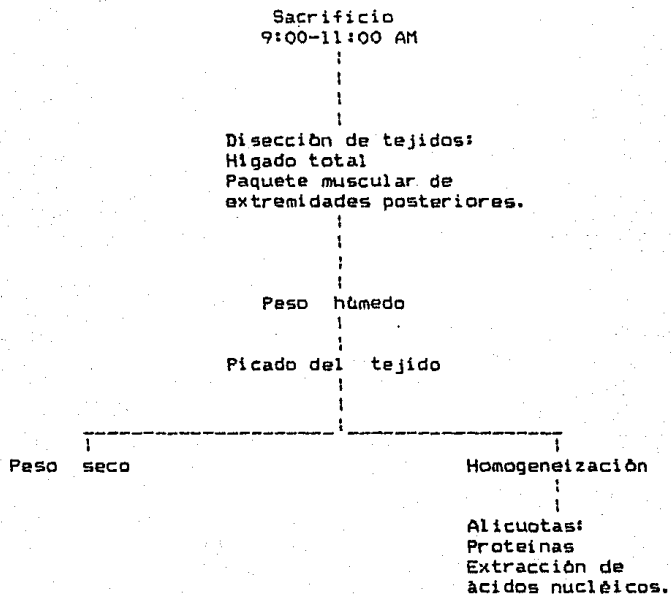 Sacrificio
9:00-11:00 AM
Disección de tejidos:
Hígado total
Paquete muscular de
extremidades posteriores.
Peso húmedo
Picado del tejido
Peso seco
Homogeneización
Alicuotas:
Proteínas
Extracción de
ácidos nucléicos.